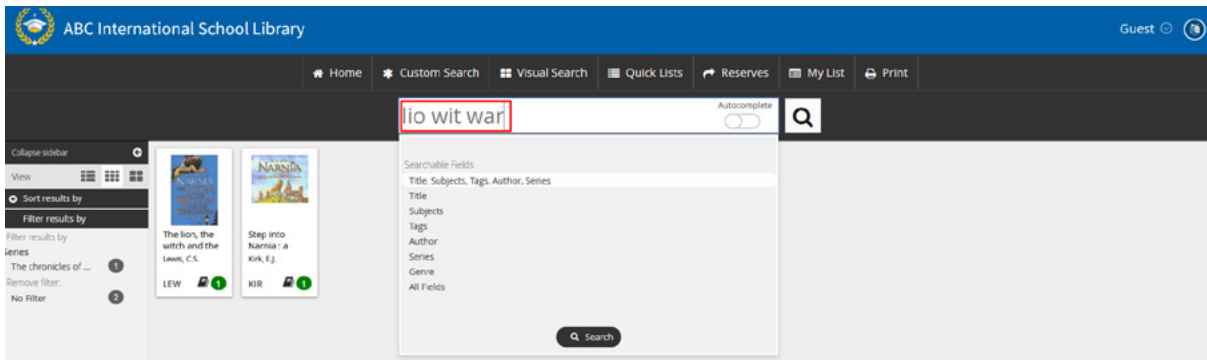 ABC International School Library
Guest
Home Custom Search Visual Search Quick Lists Reserves My List Print
lio wit war
Autocomplete
Collapse sidebar
View
Sort results by
Filter results by
Filter results by
Series
The chronicles of ... 1
Remove filter:
No Filter 2
NARNIA
The lion, the
witch and the
Lewis, C.S.
LEW 1
NARNIA
Step into
Narnia : a
Kirk, E.J.
KIR 1
Searchable Fields
Title, Subjects, Tags, Author, Series
Title
Subjects
Tags
Author
Series
Genre
All Fields
Search